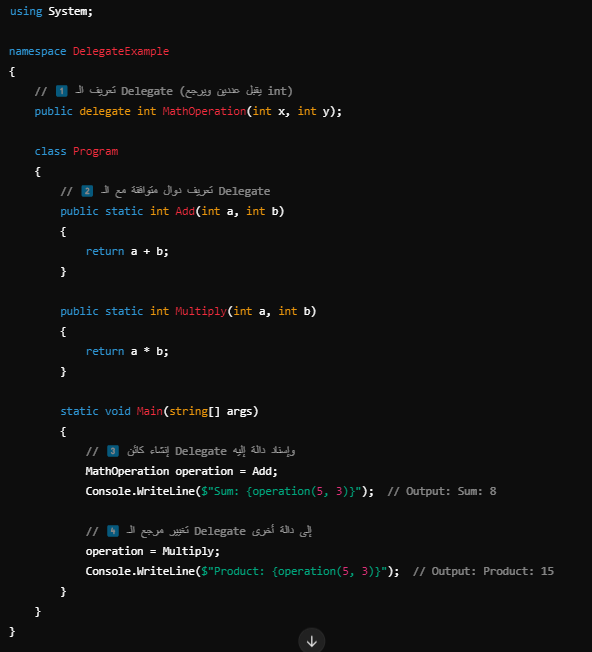 using System;
namespace DelegateExample
{
// 1️⃣ تعريف الـ Delegate (يقبل عددين ويرجع int)
public delegate int MathOperation(int x, int y);
class Program
{
// 2️⃣ تعريف دوال متوافقة مع الـ Delegate
public static int Add(int a, int b)
{
return a + b;
}
public static int Multiply(int a, int b)
{
return a * b;
}
static void Main(string[] args)
{
// 3️⃣ إنشاء كائن Delegate وإسناد دالة إليه
MathOperation operation = Add;
Console.WriteLine($"Sum: {operation(5, 3)}"); // Output: Sum: 8
// 4️⃣ تغيير مرجع الـ Delegate إلى دالة أخرى
operation = Multiply;
Console.WriteLine($"Product: {operation(5, 3)}"); // Output: Product: 15
}
}
}